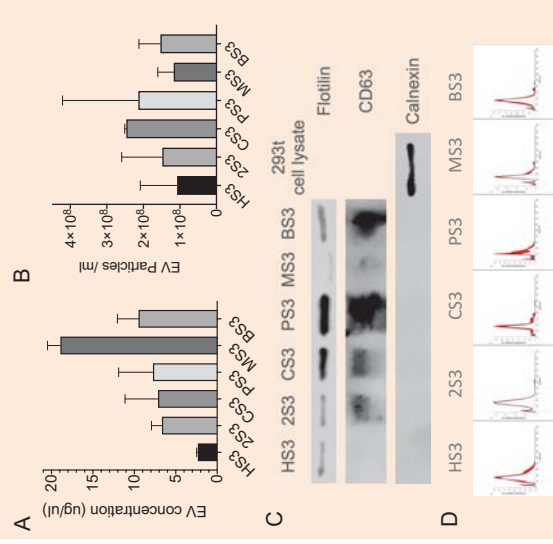 A
EV concentration (ug/ul)
20
15
10
5
0
HS3
2S3
CS3
PS3
MS3
BS3
B
EV Particles /ml
4×10⁸
3×10⁸
2×10⁸
1×10⁸
0
HS3
2S3
CS3
PS3
MS3
BS3
C
HS3 2S3 CS3 PS3 MS3 BS3 293t
cell lysate
Flotilin
CD63
Calnexin
D
HS3 2S3 CS3 PS3 MS3 BS3